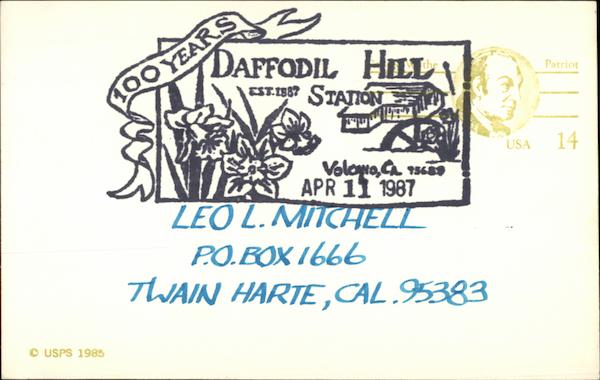 100 YEARS
DAFFODIL HILL
EST. 1887 STATION
Volcano, Ca 95689
APR 11 1987
Patriot
USA 14
LEO L. MITCHELL
P.O. BOX 1666
TWAIN HARTE, CAL. 95383
© USPS 1985